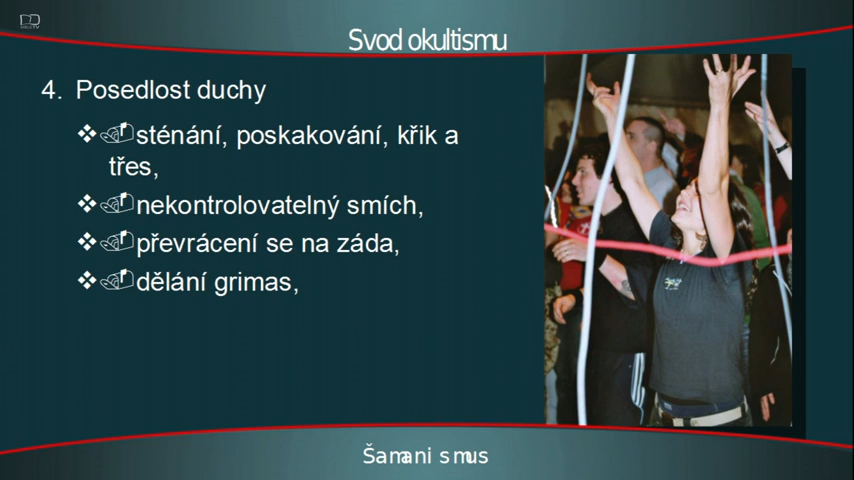 Svod okultismu
4. Posedlost duchy
❖ sténání, poskakování, křik a
třes,
❖ nekontrolovatelný smích,
❖ převrácení se na záda,
❖ dělání grimas,
Šamanismus